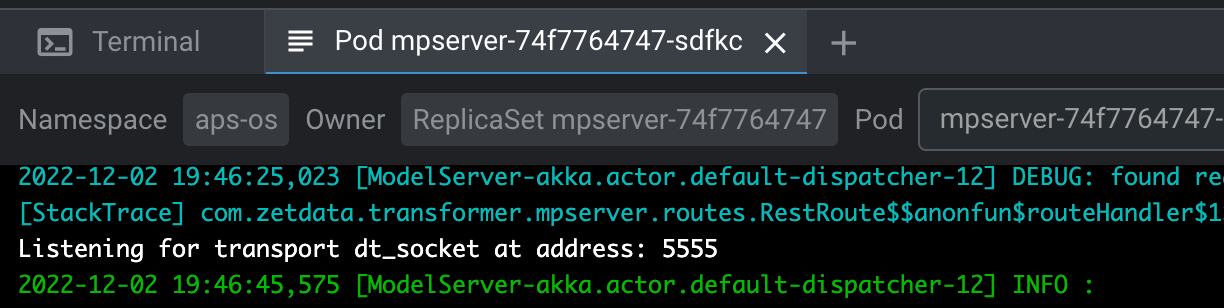 Terminal
Pod mpserver-74f7764747-sdfkc
Namespace aps-os Owner ReplicaSet mpserver-74f7764747 Pod mpserver-74f7764747-
2022-12-02 19:46:25,023 [ModelServer-akka.actor.default-dispatcher-12] DEBUG: found
[StackTrace] com.zetdata.transformer.mpserver.routes.RestRoute$$anonfun$routeHandler$1
Listening for transport dt_socket at address: 5555
2022-12-02 19:46:45,575 [ModelServer-akka.actor.default-dispatcher-12] INFO :